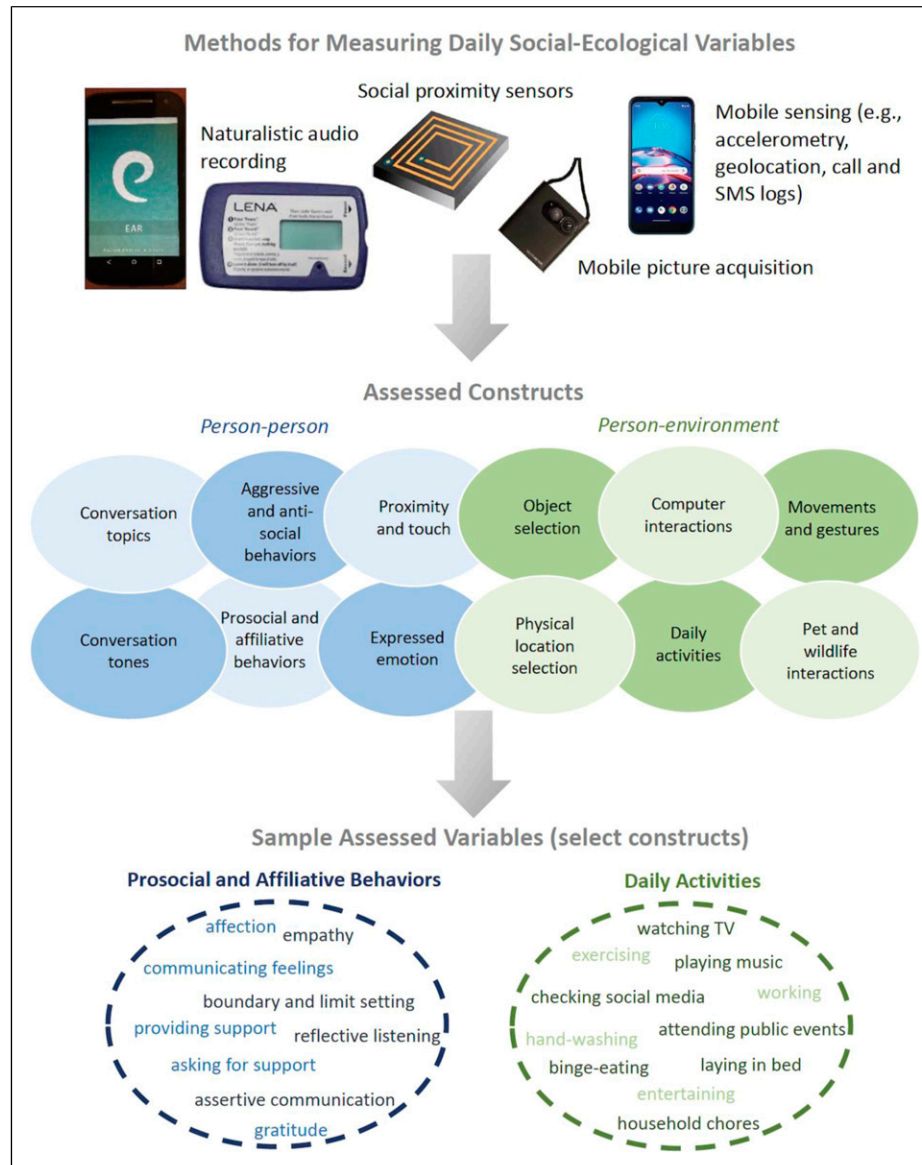 Methods for Measuring Daily Social-Ecological Variables
Social proximity sensors
Naturalistic audio
recording
Mobile sensing (e.g.,
accelerometry,
geolocation, call and
SMS logs)
EAR
LENA
Mobile picture acquisition
Assessed Constructs
Person-person
Person-environment
Conversation
topics
Aggressive
and anti-
social
behaviors
Proximity
and touch
Object
selection
Computer
interactions
Movements
and gestures
Conversation
tones
Prosocial and
affiliative
behaviors
Expressed
emotion
Physical
location
selection
Daily
activities
Pet and
wildlife
interactions
Sample Assessed Variables (select constructs)
Prosocial and Affiliative Behaviors
affection
empathy
communicating feelings
boundary and limit setting
providing support
reflective listening
asking for support
assertive communication
gratitude
Daily Activities
watching TV
exercising
playing music
checking social media
working
hand-washing
attending public events
binge-eating
laying in bed
entertaining
household chores